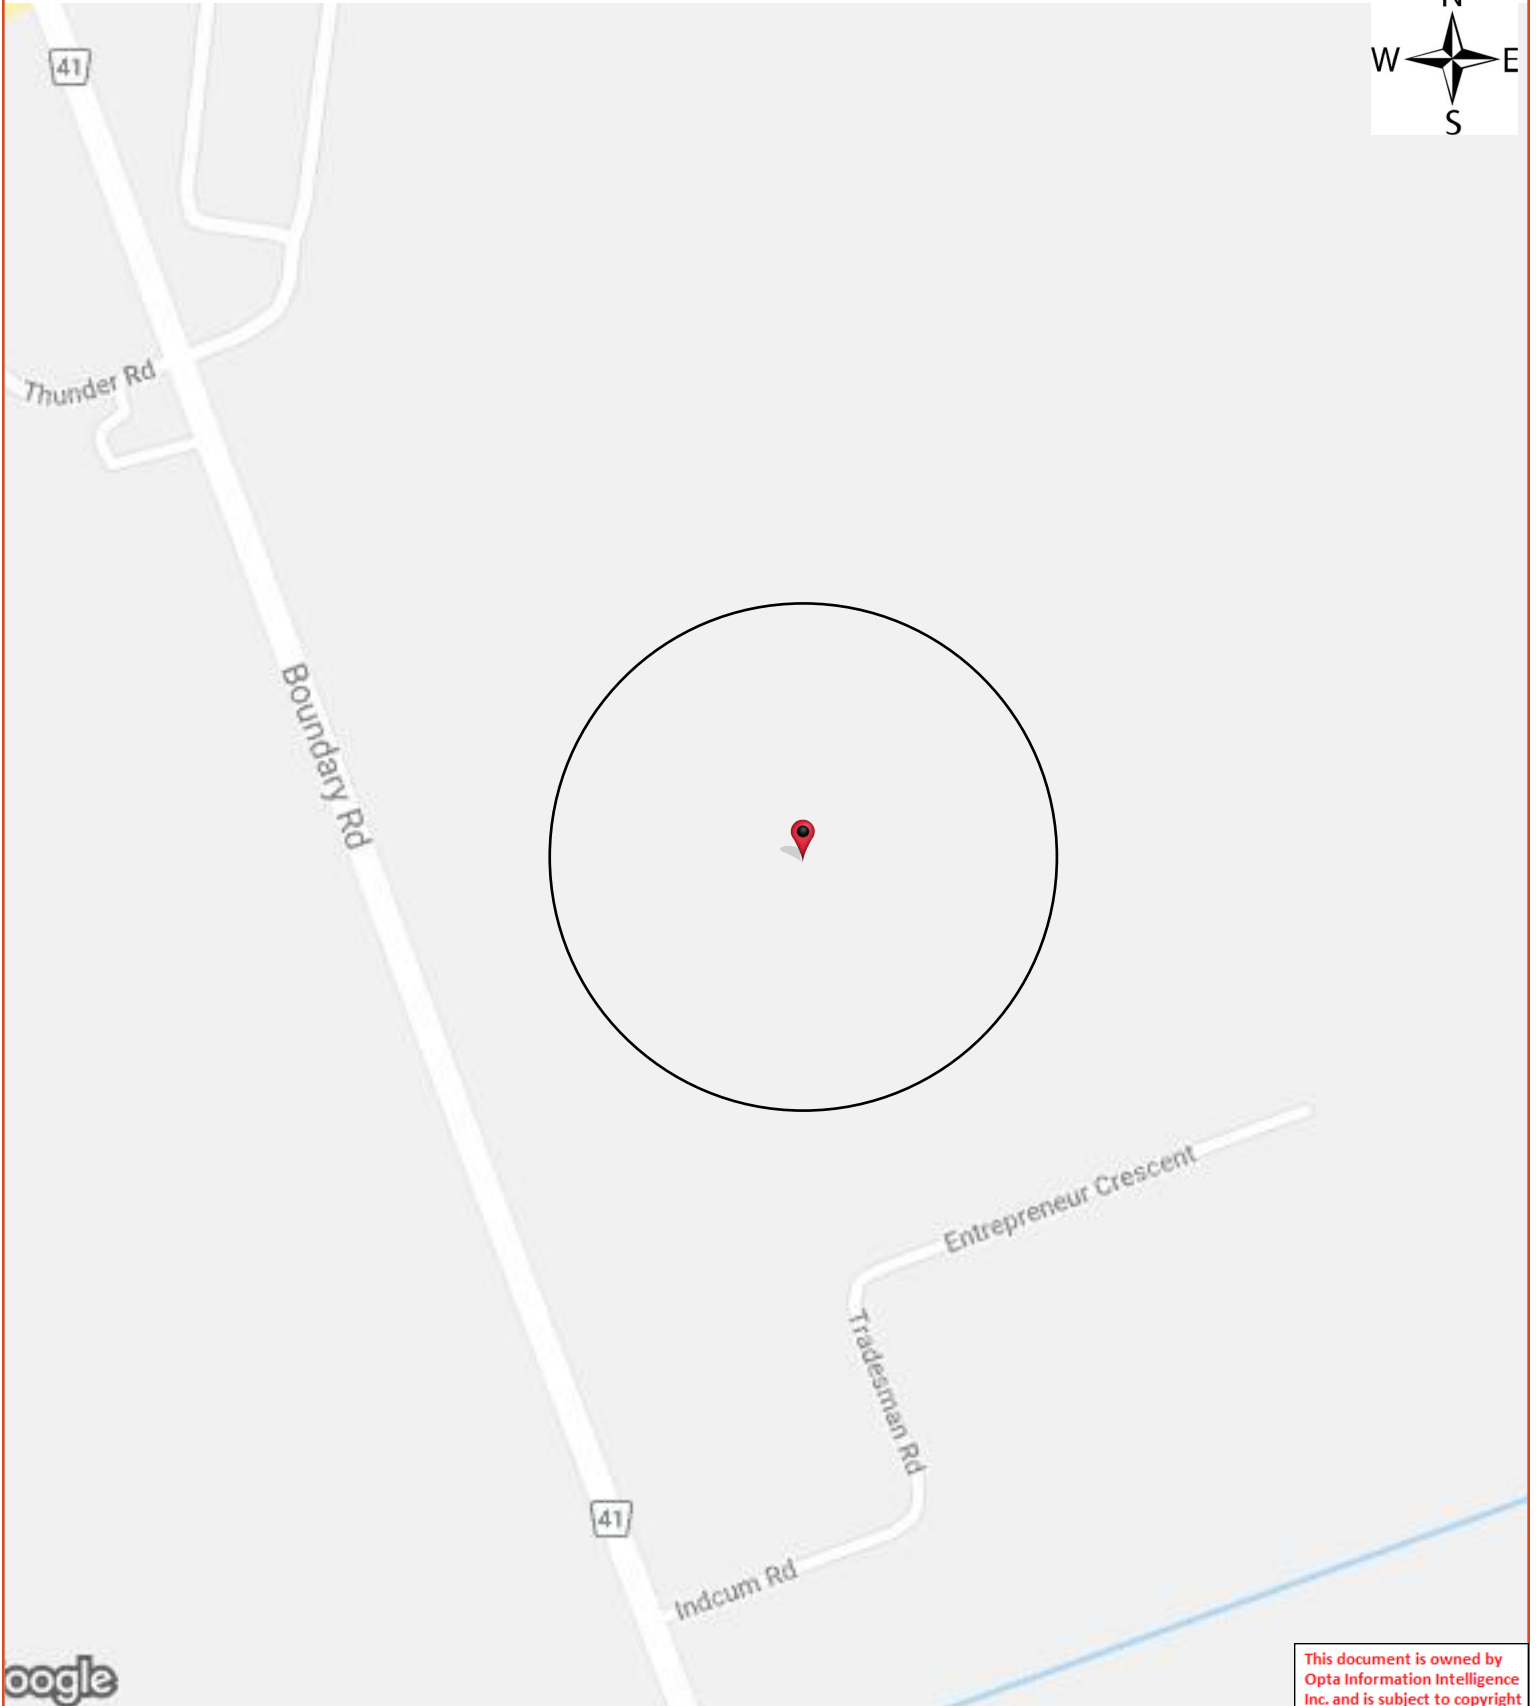 N
W E
S
41
Thunder Rd
Boundary Rd
Entrepreneur Crescent
Tradesman Rd
41
Indcum Rd
oogle
This document is owned by
Opta Information Intelligence
Inc. and is subject to copyright